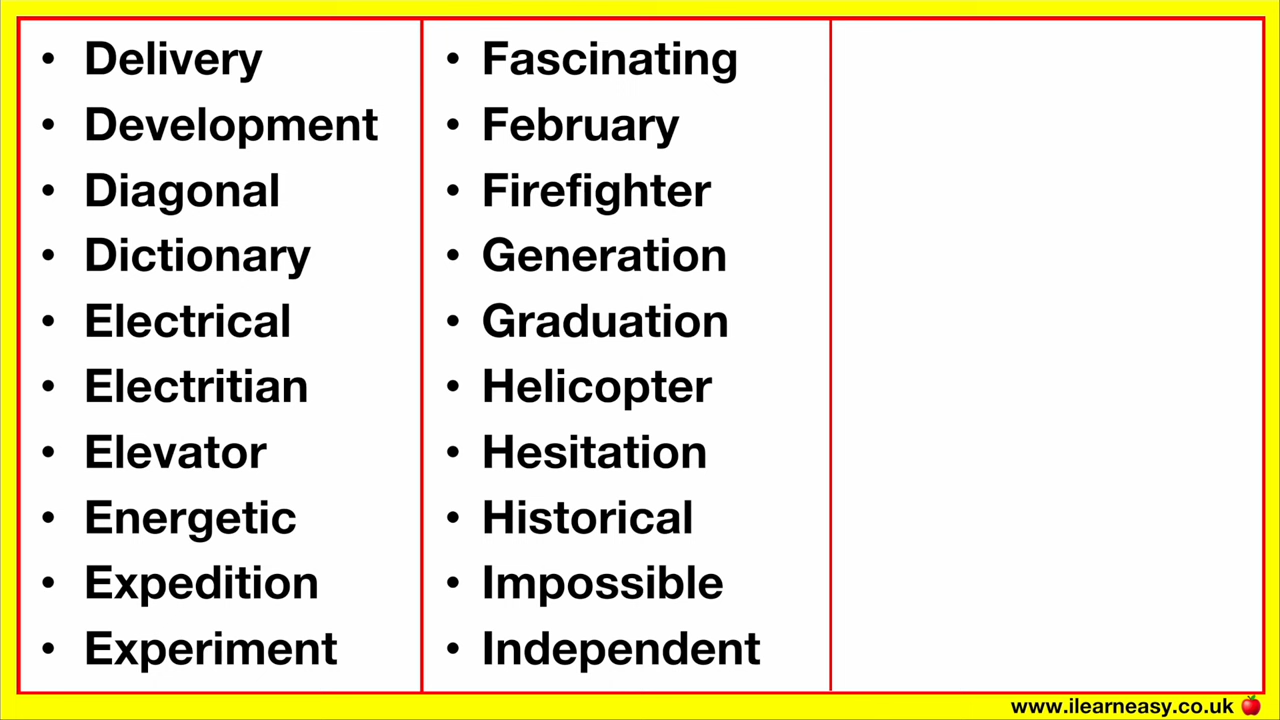 • Delivery
• Development
• Diagonal
• Dictionary
• Electrical
• Electritian
• Elevator
• Energetic
• Expedition
• Experiment
• Fascinating
• February
• Firefighter
• Generation
• Graduation
• Helicopter
• Hesitation
• Historical
• Impossible
• Independent
www.ilearneasy.co.uk